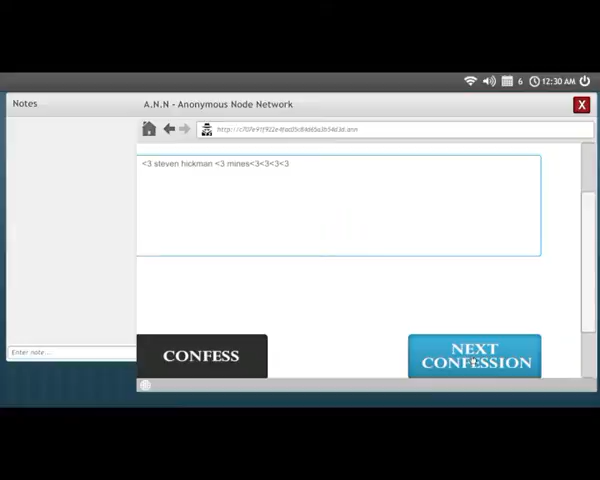 6 12:30 AM
Notes
A.N.N - Anonymous Node Network
<3 steven hickman <3 mines<3<3<3<3
Enter note...
CONFESS
NEXT
CONFESSION